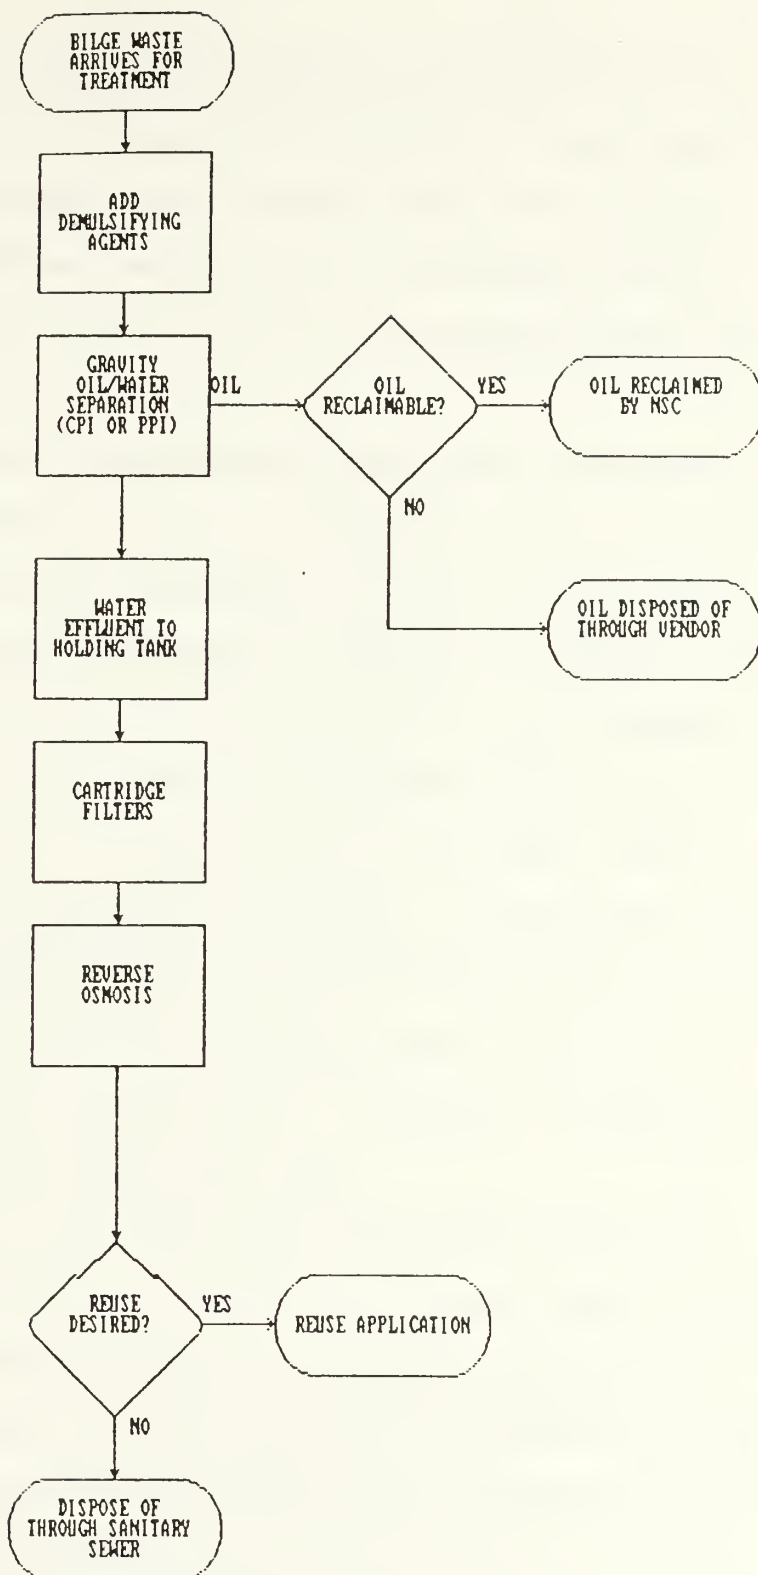 BILGE WASTE
ARRIVES FOR
TREATMENT
ADD
DEMULSIFYING
AGENTS
GRAVITY
OIL/WATER
SEPARATION
(CPI OR PPI)
OIL
OIL
RECLAIMABLE?
YES
OIL RECLAIMED
BY NSC
NO
OIL DISPOSED OF
THROUGH VENDOR
WATER
EFFLUENT TO
HOLDING TANK
CARTRIDGE
FILTERS
REVERSE
OSMOSIS
REUSE
DESIRED?
YES
REUSE APPLICATION
NO
DISPOSE OF
THROUGH SANITARY
SEWER